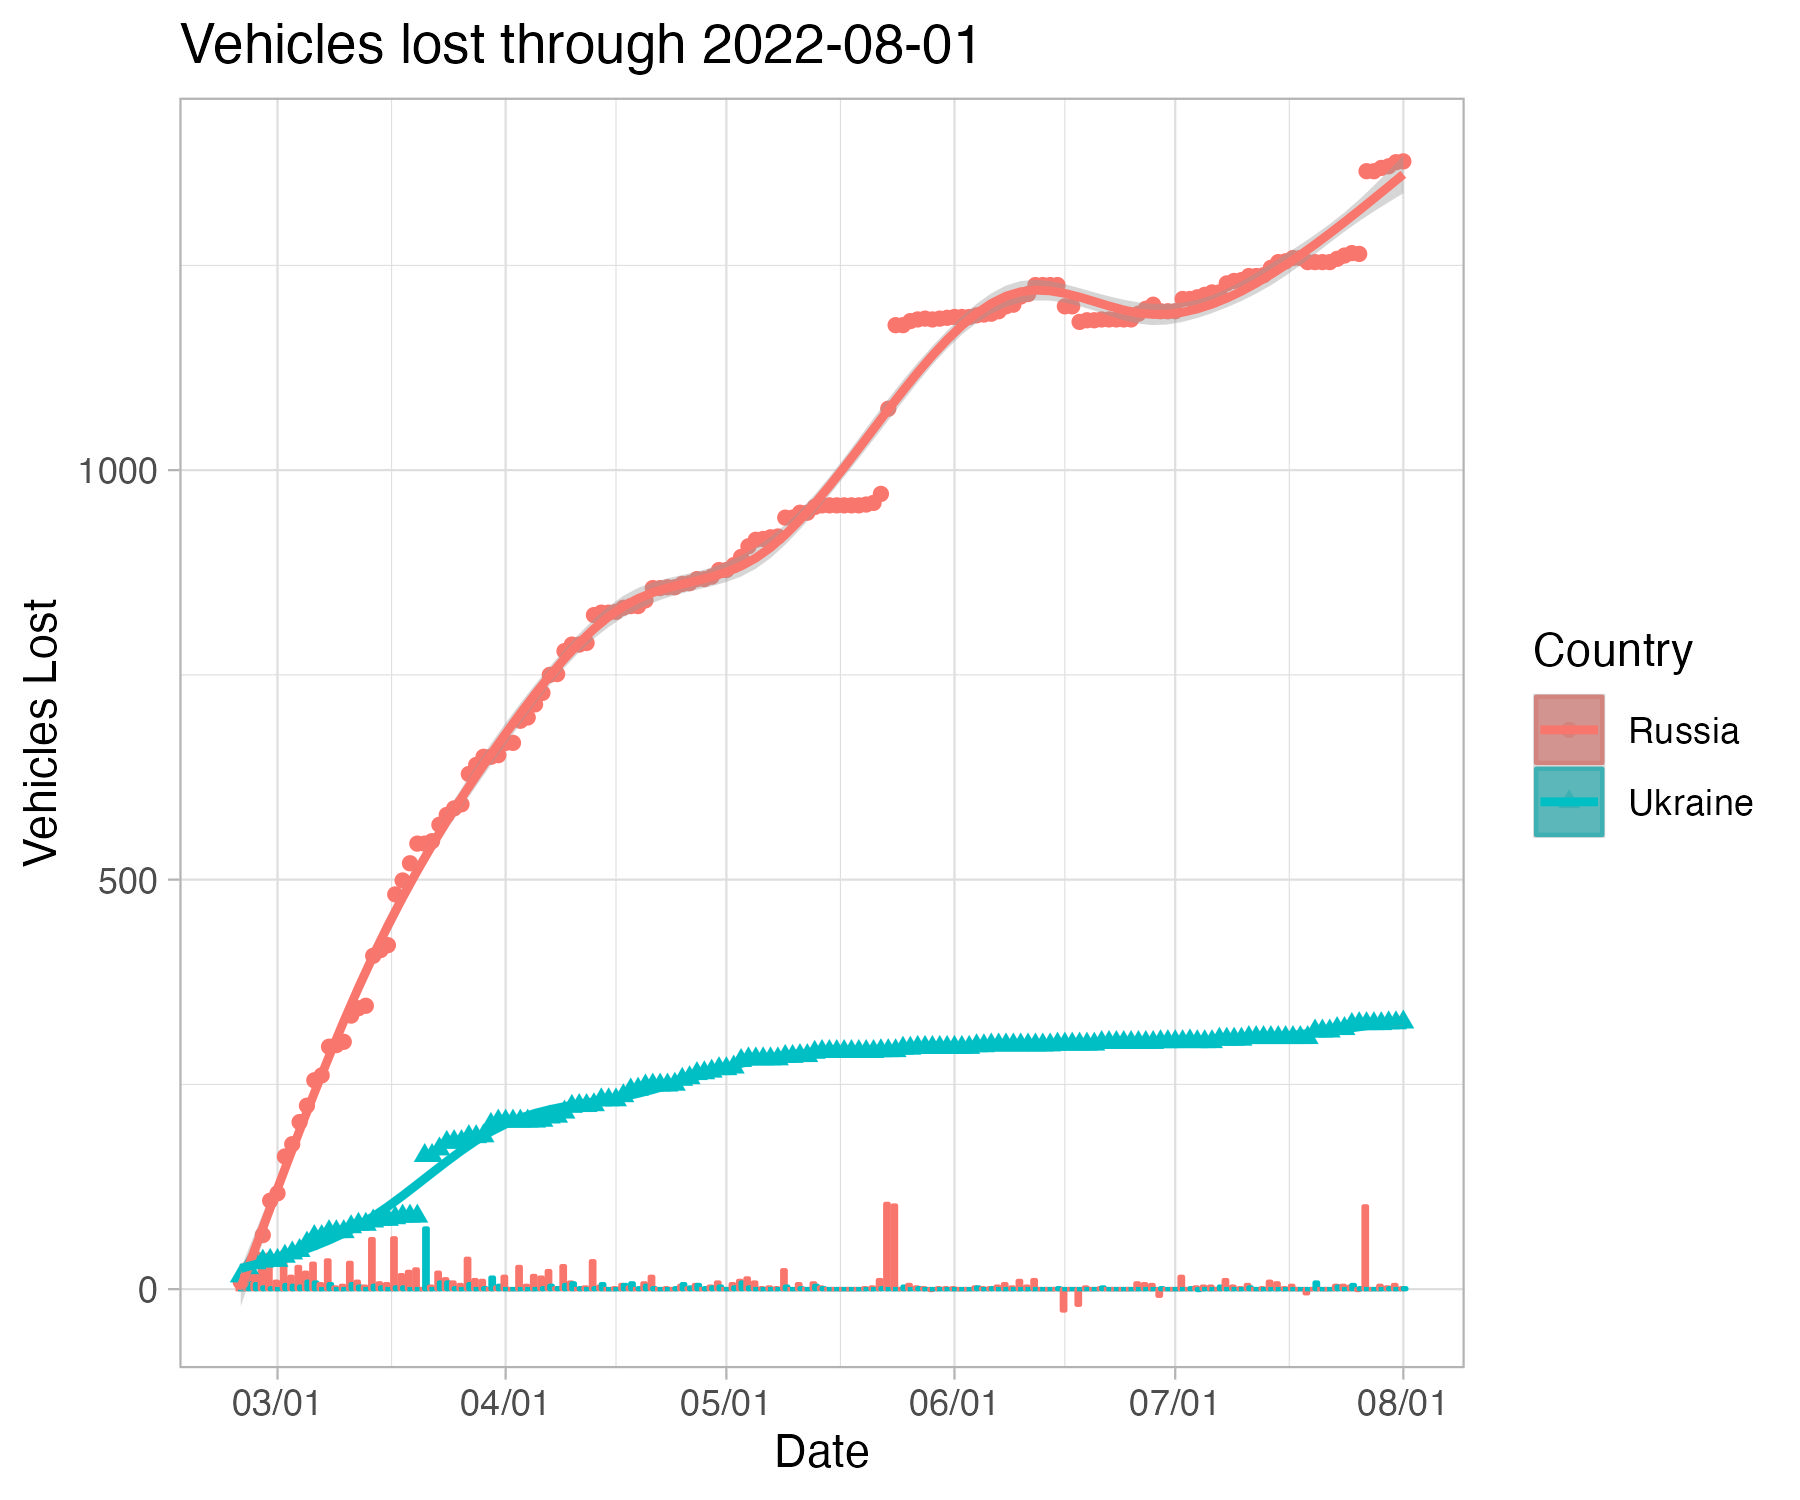 Vehicles lost through 2022-08-01
Vehicles Lost
1000
500
0
03/01 04/01 05/01 06/01 07/01 08/01
Date
Country
Russia
Ukraine